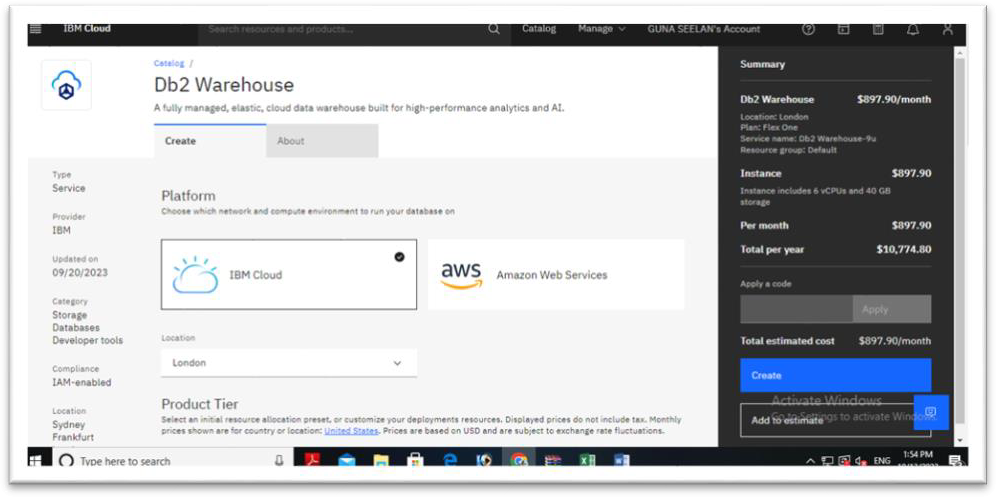 IBM Cloud
Search resources and products...
Catalog
Manage
GUNA SEELAN's Account
Catalog /
Db2 Warehouse
A fully managed, elastic, cloud data warehouse built for high-performance analytics and AI.
Create
About
Type
Service
Provider
IBM
Updated on
09/20/2023
Category
Storage
Databases
Developer tools
Compliance
IAM-enabled
Location
Sydney
Frankfurt
Platform
Choose which network and compute environment to run your database on
IBM Cloud
aws
Amazon Web Services
Location
London
Product Tier
Select an initial resource allocation preset, or customize your deployments resources. Displayed prices do not include tax. Monthly
prices shown are for country or location: United States. Prices are based on USD and are subject to exchange rate fluctuations.
Summary
Db2 Warehouse $897.90/month
Location: London
Plan: Flex One
Service name: Db2 Warehouse-9u
Resource group: Default
Instance $897.90
Instance includes 6 vCPUs and 40 GB
storage
Per month $897.90
Total per year $10,774.80
Apply a code
Apply
Total estimated cost $897.90/month
Create
Activate Windows
Go to Settings to activate Windows
Add to estimate
Type here to search
ENG
1:54 PM